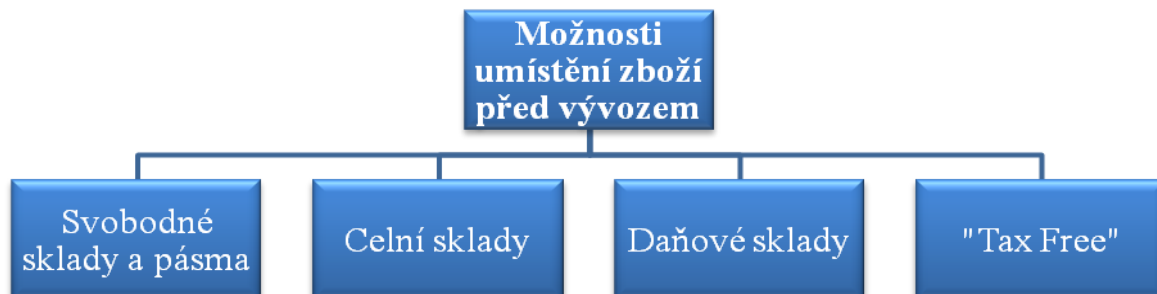 Možnosti
umístění zboží
před vývozem
Svobodné
sklady a pásma
Celní sklady
Daňové sklady
"Tax Free"